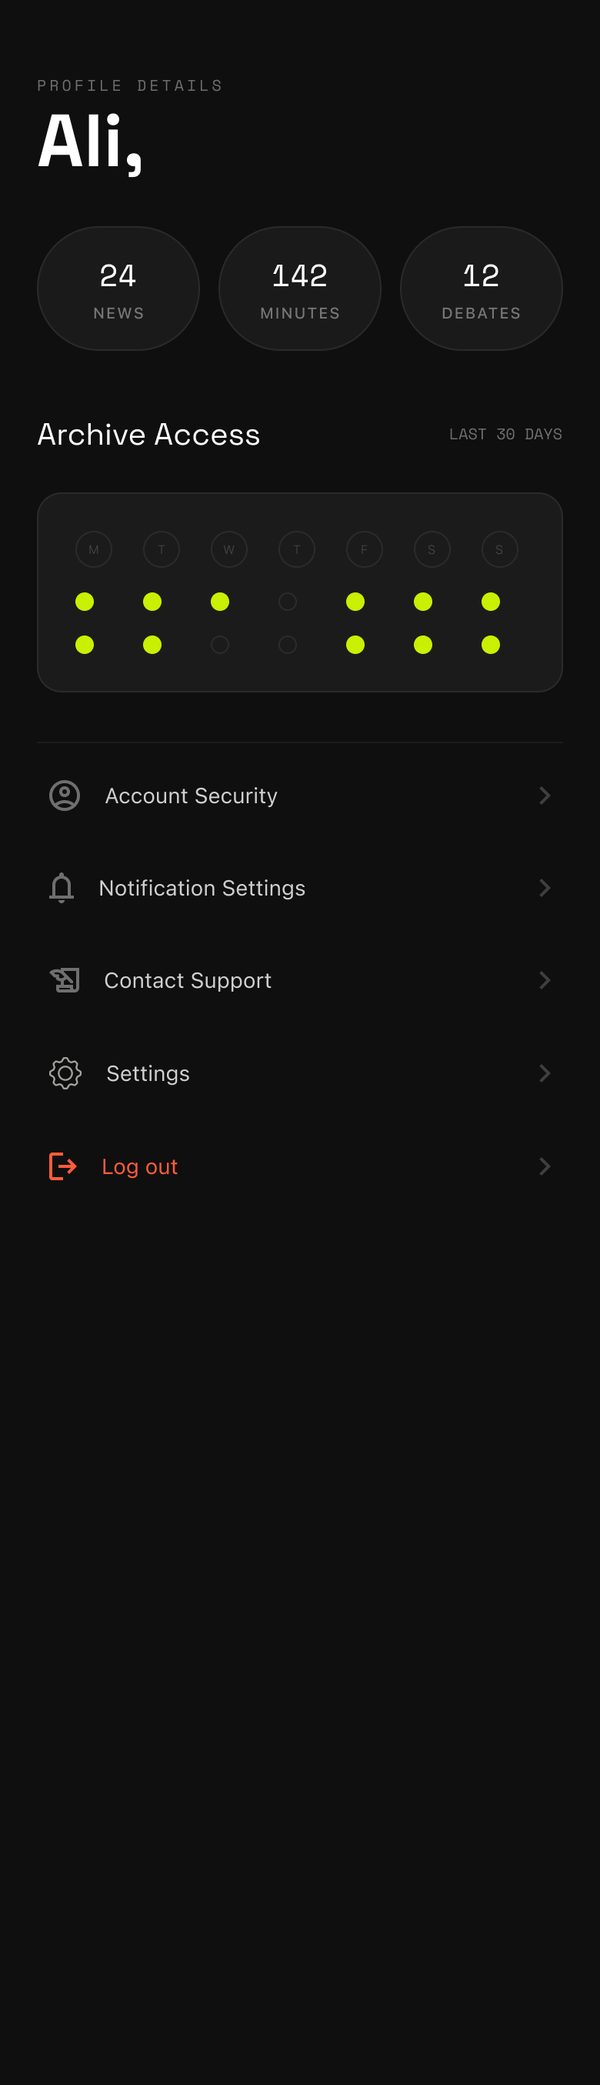 PROFILE DETAILS
Ali,
24
NEWS
142
MINUTES
12
DEBATES
Archive Access
LAST 30 DAYS
M T W T F S S
Account Security
Notification Settings
Contact Support
Settings
Log out